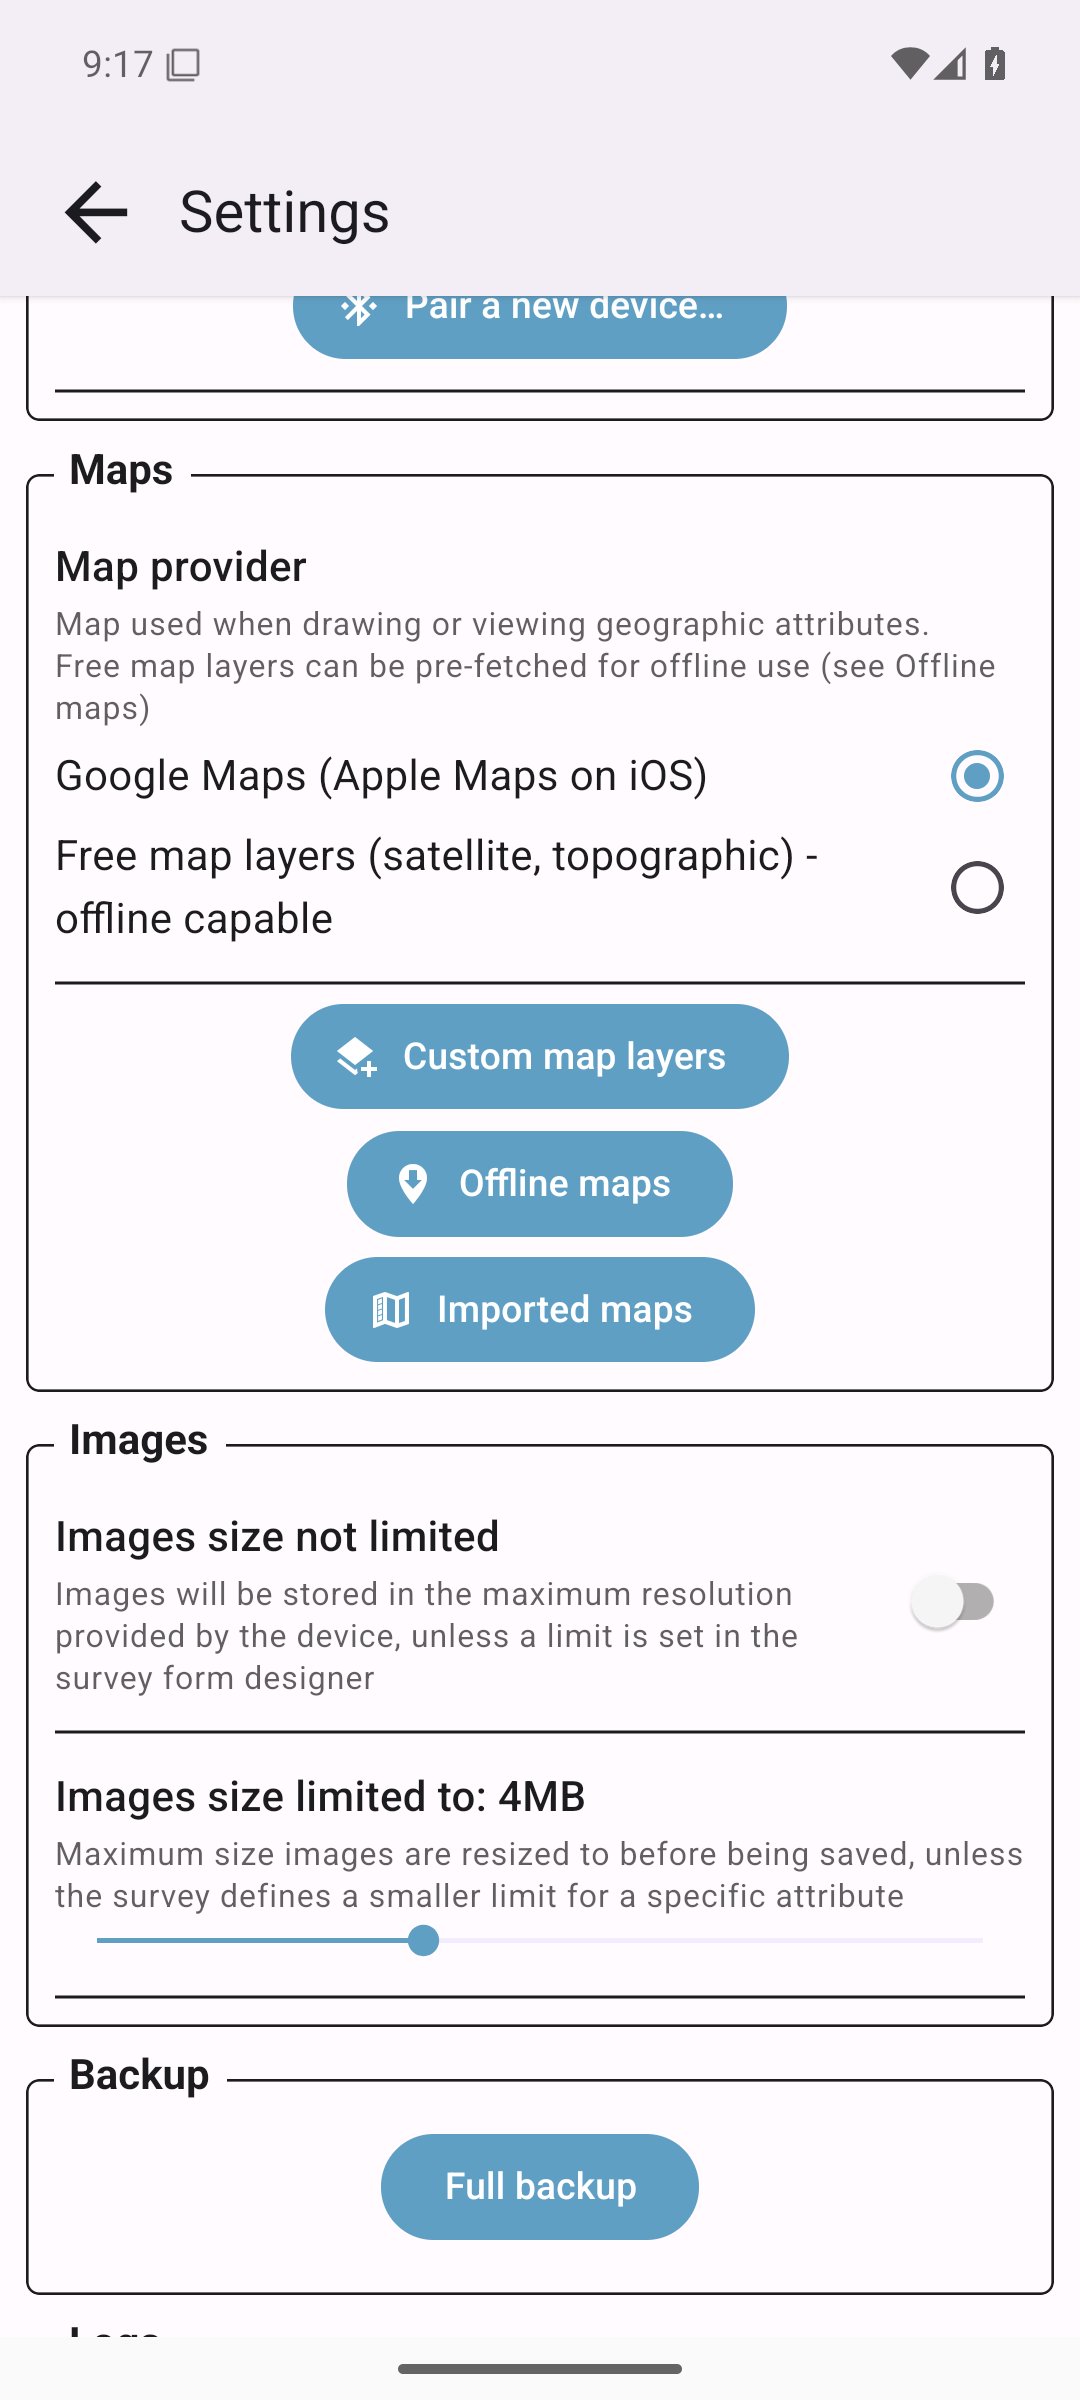 9:17
Settings
Pair a new device...
Maps
Map provider
Map used when drawing or viewing geographic attributes.
Free map layers can be pre-fetched for offline use (see Offline
maps)
Google Maps (Apple Maps on iOS)
Free map layers (satellite, topographic) -
offline capable
Custom map layers
Offline maps
Imported maps
Images
Images size not limited
Images will be stored in the maximum resolution
provided by the device, unless a limit is set in the
survey form designer
Images size limited to: 4MB
Maximum size images are resized to before being saved, unless
the survey defines a smaller limit for a specific attribute
Backup
Full backup